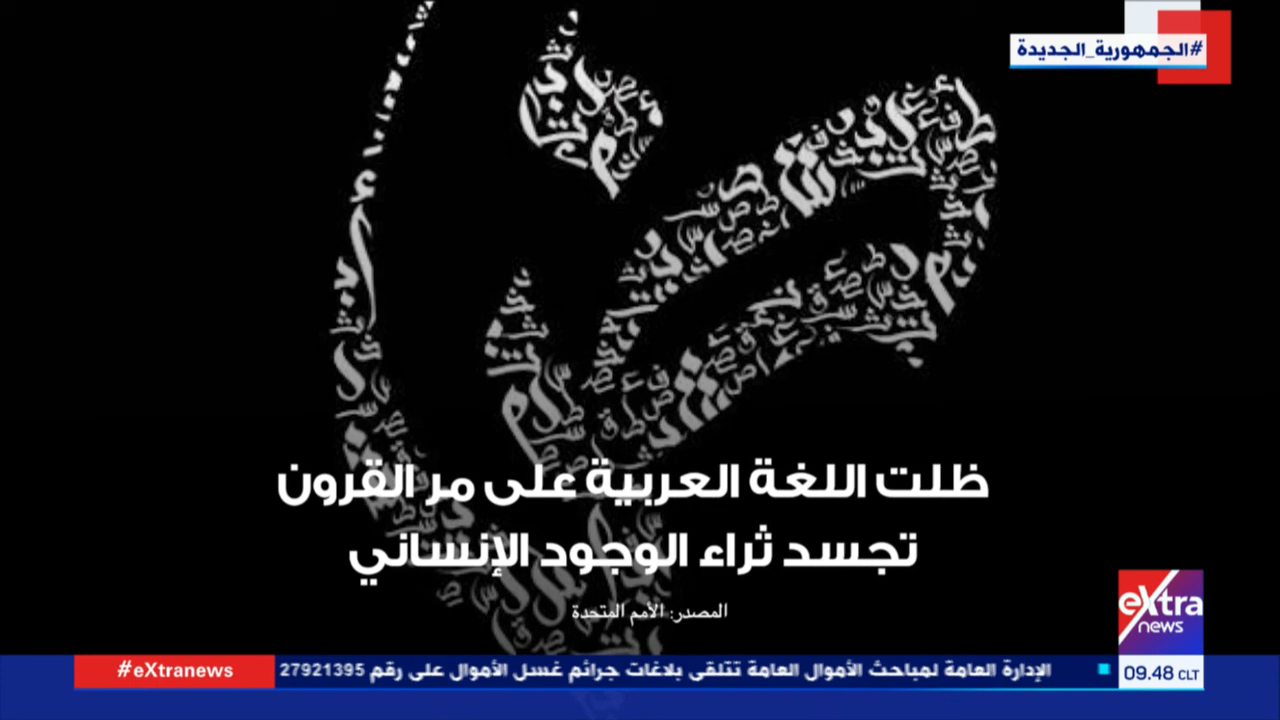 #الجمهورية_الجديدة
ظلت اللغة العربية على مر القرون
تجسد ثراء الوجود الإنساني
المصدر: الأمم المتحدة
eXtra
news
#eXtranews
الإدارة العامة لمباحث الأموال العامة تتلقى بلاغات جرائم غسل الأموال على رقم 27921395
09.48 CLT